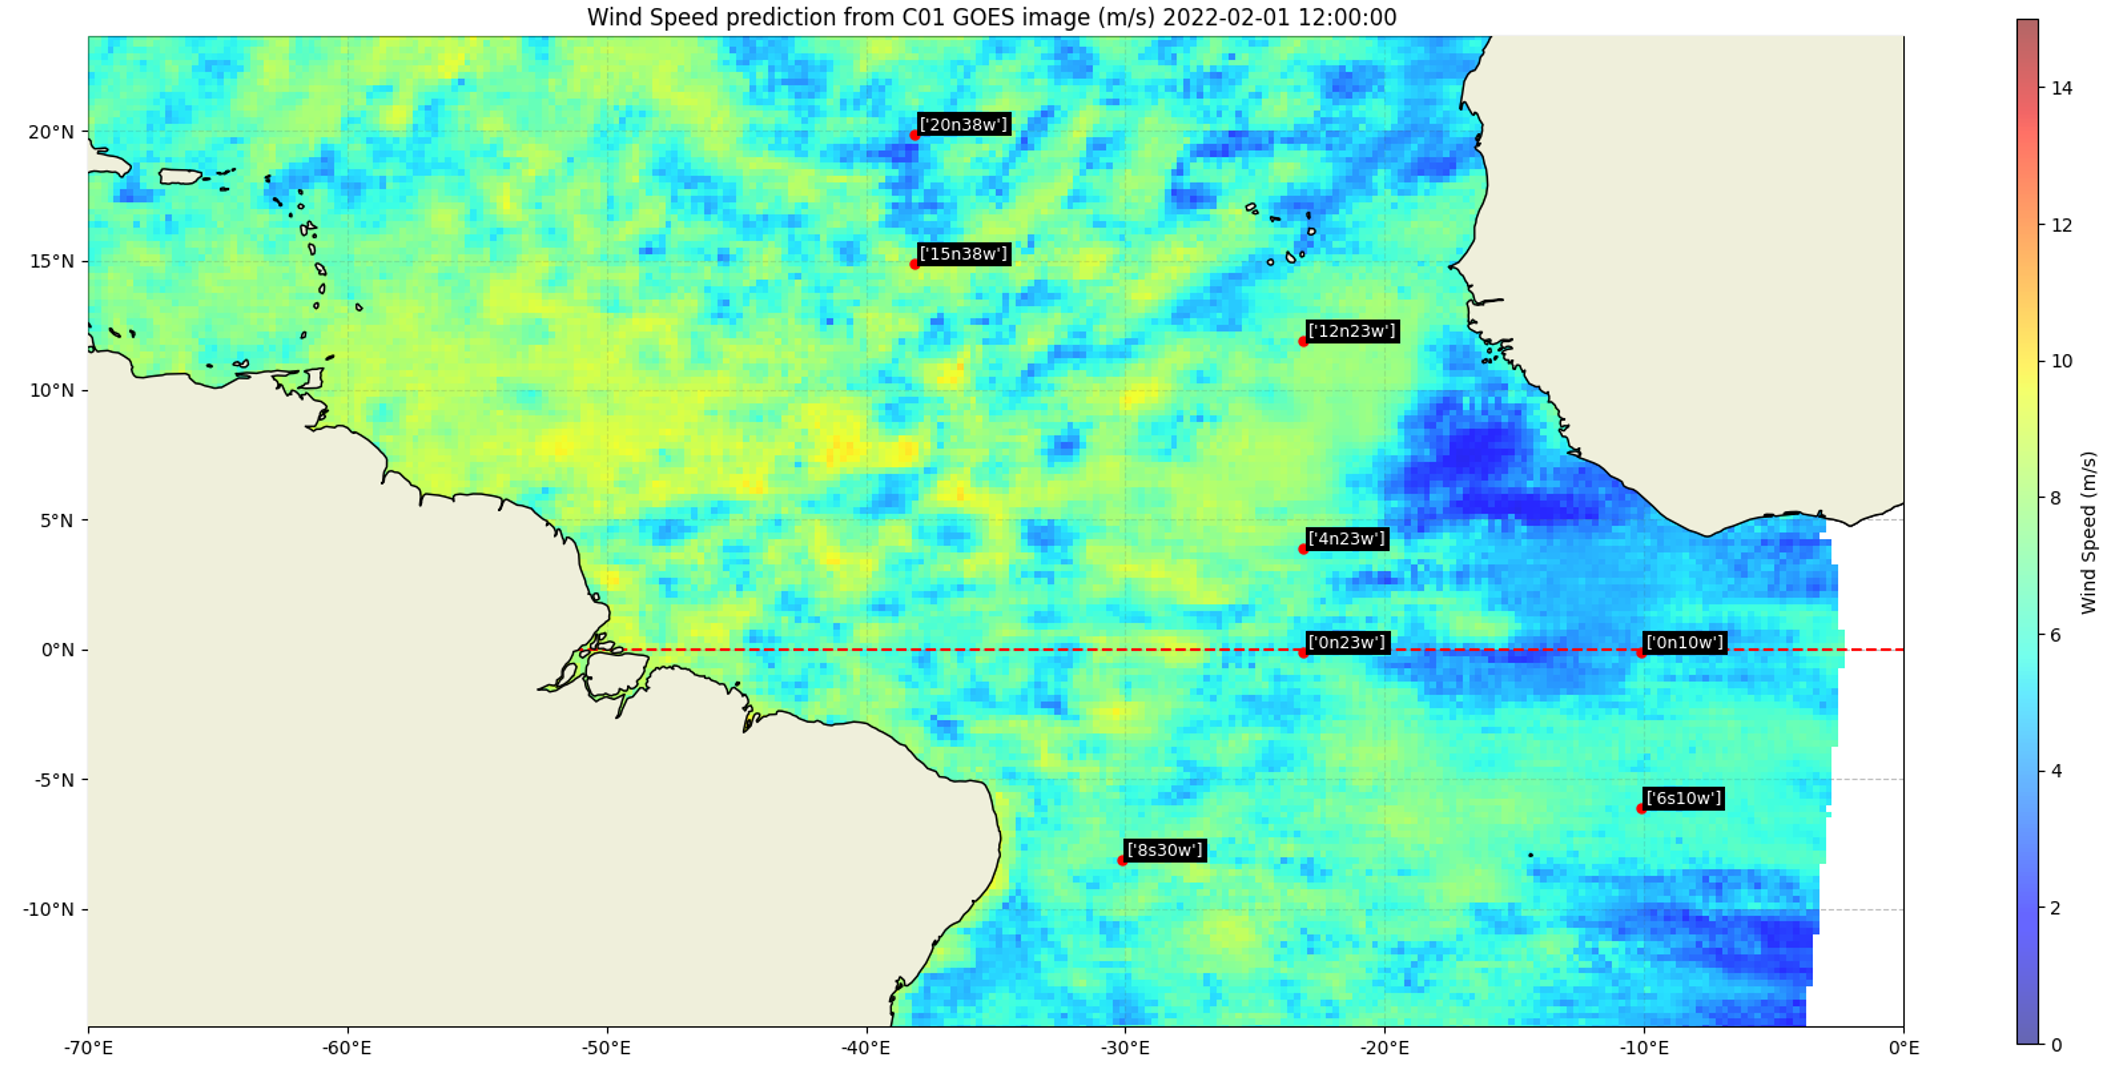 Wind Speed prediction from C01 GOES image (m/s) 2022-02-01 12:00:00
20°N
15°N
10°N
5°N
0°N
-5°N
-10°N
-70°E
-60°E
-50°E
-40°E
-30°E
-20°E
-10°E
0°E
['20n38w']
['15n38w']
['12n23w']
['4n23w']
['0n23w']
['0n10w']
['6s10w']
['8s30w']
14
12
10
8
6
4
2
0
Wind Speed (m/s)